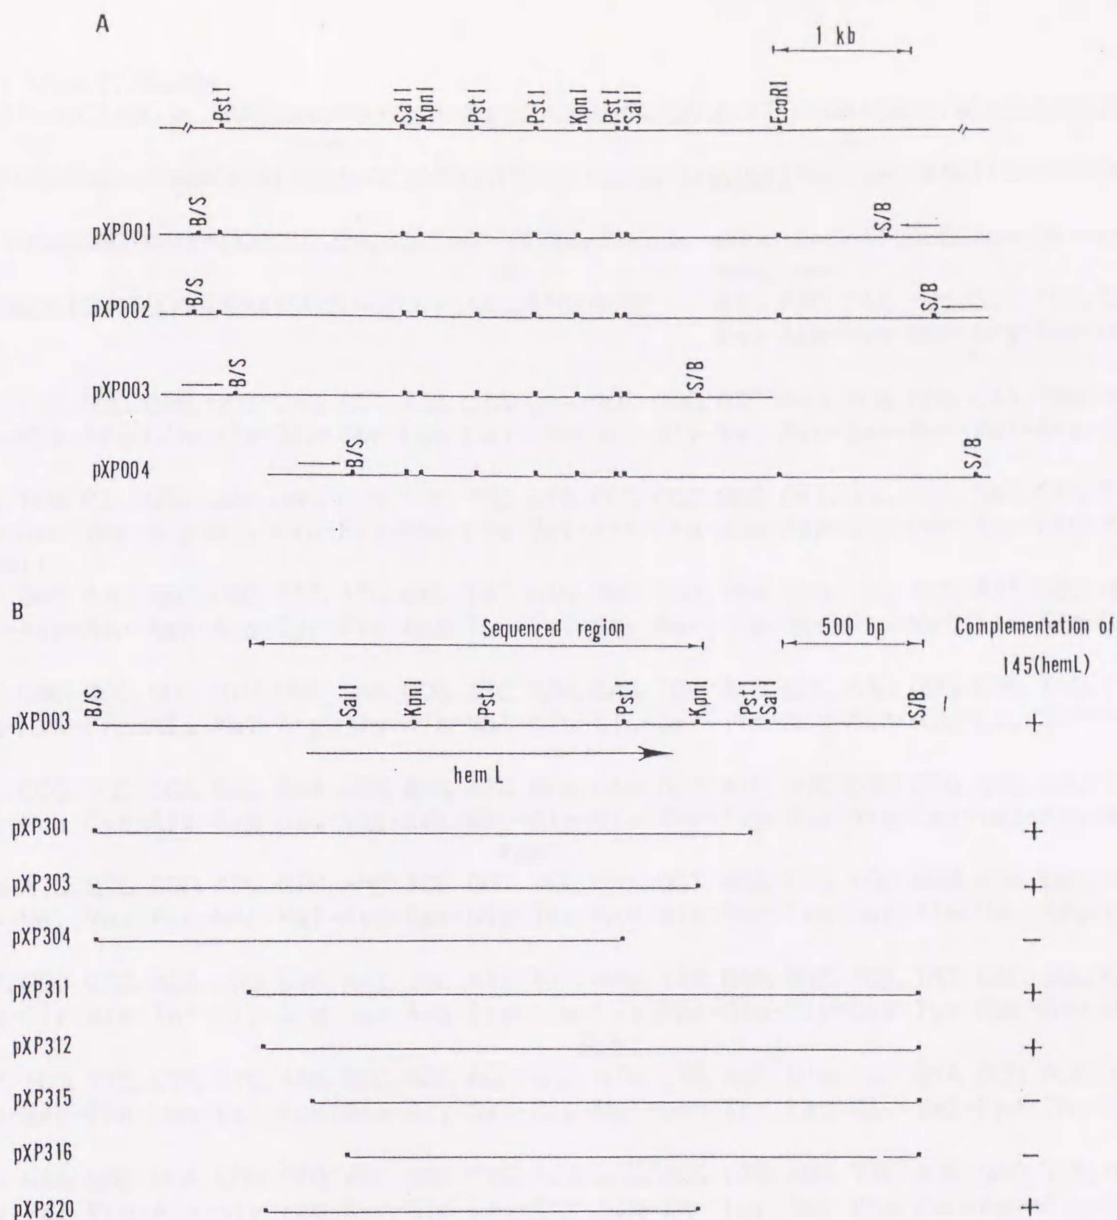 A
1 kb
PstI SalI KpnI PstI PstI KpnI PstI SalI EcoRI
pXP001 B/S S/B
pXP002 B/S S/B
pXP003 B/S S/B
pXP004 B/S S/B
B
Sequenced region 500 bp Complementation of
145(hemL)
pXP003 B/S SalI KpnI PstI PstI KpnI PstI SalI S/B +
hem L
pXP301 +
pXP303 +
pXP304 −
pXP311 +
pXP312 +
pXP315 −
pXP316 −
pXP320 +